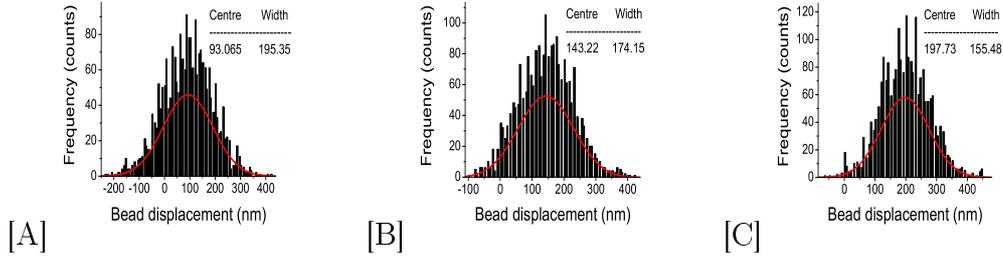 Centre Width
93.065 195.35
Frequency (counts)
80
60
40
20
0
-200 -100 0 100 200 300 400
Bead displacement (nm)
[A]
Centre Width
143.22 174.15
Frequency (counts)
100
80
60
40
20
0
-100 0 100 200 300 400
Bead displacement (nm)
[B]
Centre Width
197.73 155.48
Frequency (counts)
120
100
80
60
40
20
0
0 100 200 300 400
Bead displacement (nm)
[C]